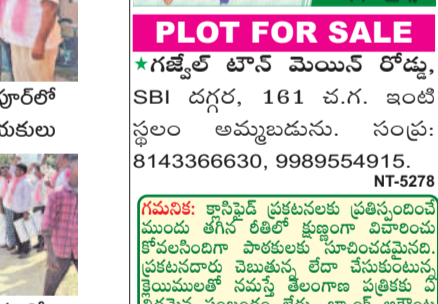 PLOT FOR SALE
★గజ్వేల్ టౌన్ మెయిన్ రోడ్డు,
SBI దగ్గర, 161 చ.గ. ఇంటి
స్థలం అమ్మబడును. సంప్ర:
8143366630, 9989554915.
NT-5278
గమనిక: క్లాసిఫైడ్ ప్రకటనలకు ప్రతిస్పందించే
ముందు తగిన రీతిలో క్షుణ్ణంగా విచారించు
కోవలసిందిగా పాఠకులకు సూచించడమైనది.
ప్రకటనదారు చెబుతున్న లేదా చేసుకుంటున్న
క్లెయిములతో నమస్తే తెలంగాణ పత్రికకు ఏ